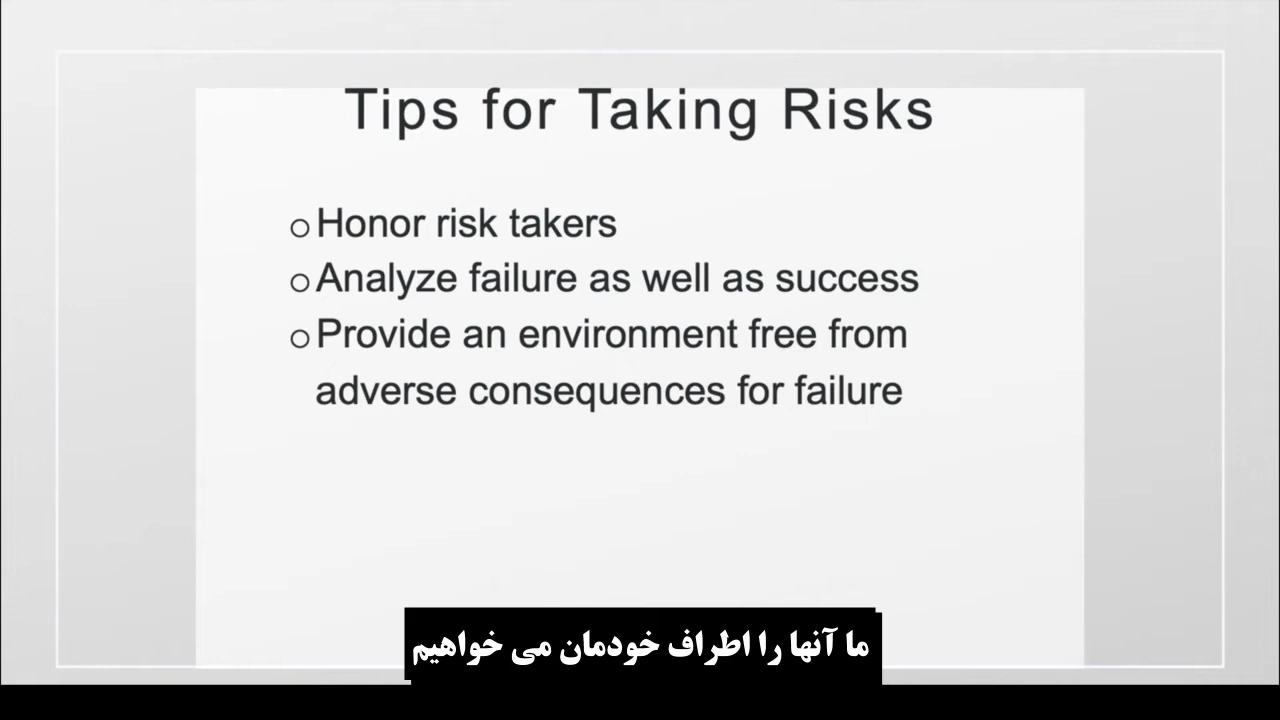 Tips for Taking Risks
o Honor risk takers
o Analyze failure as well as success
o Provide an environment free from
adverse consequences for failure
ما آنها را اطراف خودمان می خواهیم